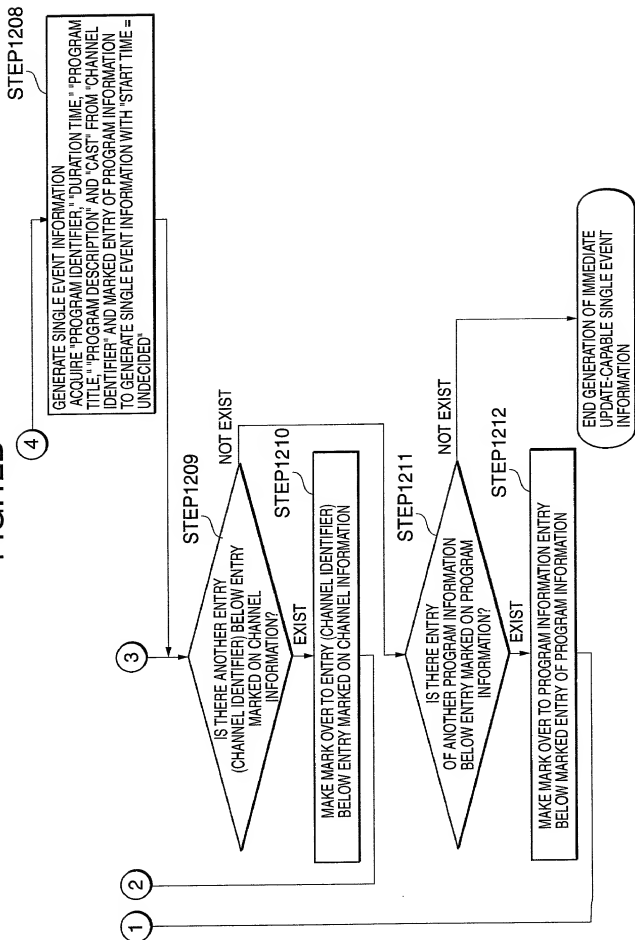 4
STEP1208
GENERATE SINGLE EVENT INFORMATION
ACQUIRE "PROGRAM IDENTIFIER," "DURATION TIME," "PROGRAM
TITLE," "PROGRAM DESCRIPTION" AND "CAST" FROM "CHANNEL
IDENTIFIER" AND MARKED ENTRY OF PROGRAM INFORMATION
TO GENERATE SINGLE EVENT INFORMATION WITH "START TIME =
UNDECIDED"
1
2
3
STEP1209
IS THERE ANOTHER ENTRY
(CHANNEL IDENTIFIER) BELOW ENTRY
MARKED ON CHANNEL
INFORMATION?
NOT EXIST
EXIST
STEP1210
MAKE MARK OVER TO ENTRY (CHANNEL IDENTIFIER)
BELOW ENTRY MARKED ON CHANNEL INFORMATION
STEP1211
IS THERE ENTRY
OF ANOTHER PROGRAM INFORMATION
BELOW ENTRY MARKED ON PROGRAM
INFORMATION?
NOT EXIST
EXIST
STEP1212
MAKE MARK OVER TO PROGRAM INFORMATION ENTRY
BELOW MARKED ENTRY OF PROGRAM INFORMATION
END GENERATION OF IMMEDIATE
UPDATE-CAPABLE SINGLE EVENT
INFORMATION